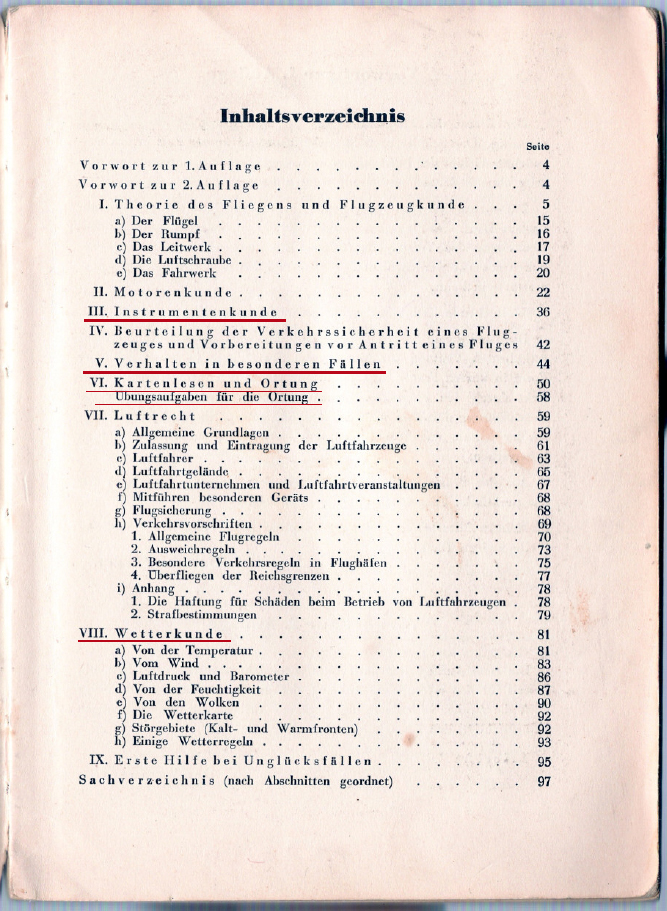 Inhaltsverzeichnis
Seite
Vorwort zur 1. Auflage . . . . . . . . . . . . . 4
Vorwort zur 2. Auflage . . . . . . . . . . . . . 4
I. Theorie des Fliegens und Flugzeugkunde . . . 5
a) Der Flügel . . . . . . . . . . . . . . . 15
b) Der Rumpf . . . . . . . . . . . . . . . 16
c) Das Leitwerk . . . . . . . . . . . . . . . 17
d) Die Luftschraube . . . . . . . . . . . . . . 19
e) Das Fahrwerk . . . . . . . . . . . . . . 20
II. Motorenkunde . . . . . . . . . . . . . . 22
III. Instrumentenkunde . . . . . . . . . . . . 36
IV. Beurteilung der Verkehrssicherheit eines Flug-
zeuges und Vorbereitungen vor Antritt eines Fluges 42
V. Verhalten in besonderen Fällen . . . . . . . 44
VI. Kartenlesen und Ortung . . . . . . . . . . 50
Übungsaufgaben für die Ortung . . . . . . . . . . 58
VII. Luftrecht . . . . . . . . . . . . . . . 59
a) Allgemeine Grundlagen . . . . . . . . . . . . 59
b) Zulassung und Eintragung der Luftfahrzeuge . . . . . 61
c) Luftfahrer . . . . . . . . . . . . . . . 63
d) Luftfahrtgelände . . . . . . . . . . . . . . 65
e) Luftfahrtunternehmen und Luftfahrtveranstaltungen . . . . 67
f) Mitführen besonderen Geräts . . . . . . . . . . 68
g) Flugsicherung . . . . . . . . . . . . . . 68
h) Verkehrsvorschriften . . . . . . . . . . . . . 69
1. Allgemeine Flugregeln . . . . . . . . . . . 70
2. Ausweichregeln . . . . . . . . . . . . . 73
3. Besondere Verkehrsregeln in Flughäfen . . . . . . 75
4. Überfliegen der Reichsgrenzen . . . . . . . . . 77
i) Anhang . . . . . . . . . . . . . . . . 78
1. Die Haftung für Schäden beim Betrieb von Luftfahrzeugen . 78
2. Strafbestimmungen . . . . . . . . . . . . 79
VIII. Wetterkunde . . . . . . . . . . . . . . 81
a) Von der Temperatur . . . . . . . . . . . . . 81
b) Vom Wind . . . . . . . . . . . . . . . 83
c) Luftdruck und Barometer . . . . . . . . . . . 86
d) Von der Feuchtigkeit . . . . . . . . . . . . 87
e) Von den Wolken . . . . . . . . . . . . . 90
f) Die Wetterkarte . . . . . . . . . . . . . 92
g) Störgebiete (Kalt- und Warmfronten) . . . . . . . 92
h) Einige Wetterregeln . . . . . . . . . . . . . 93
IX. Erste Hilfe bei Unglücksfällen . . . . . . . . 95
Sachverzeichnis (nach Abschnitten geordnet) . . . . . . 97